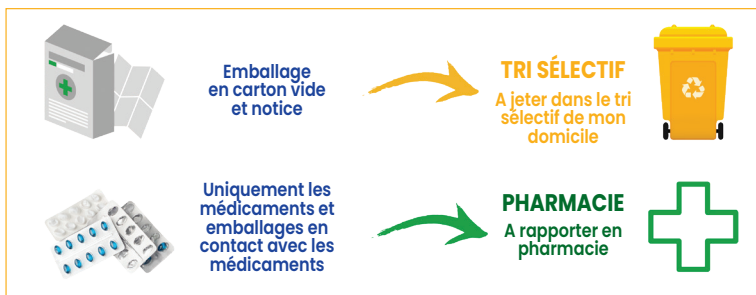 Emballage
en carton vide
et notice
TRI SÉLECTIF
A jeter dans le tri
sélectif de mon
domicile
Uniquement les
médicaments et
emballages en
contact avec les
médicaments
PHARMACIE
A rapporter en
pharmacie